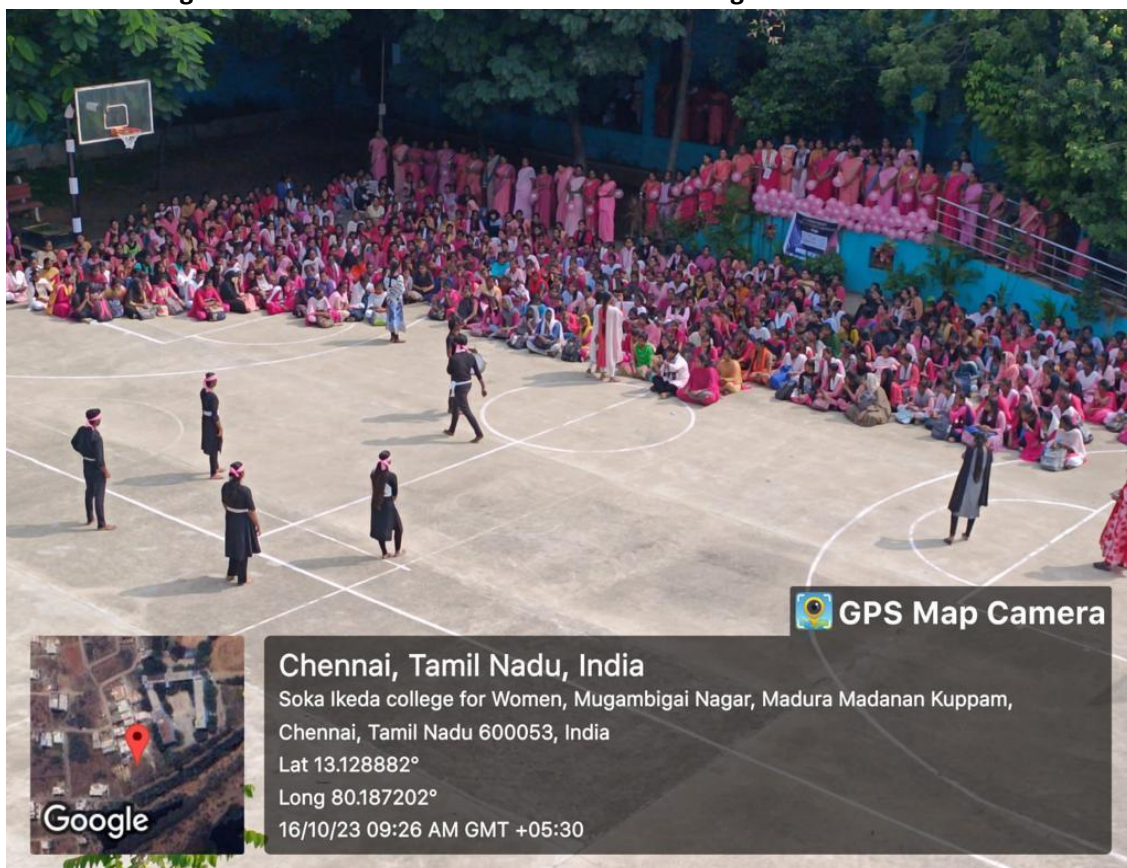 GPS Map Camera
Chennai, Tamil Nadu, India
Soka Ikeda college for Women, Mugambigai Nagar, Madura Madanan Kuppam,
Chennai, Tamil Nadu 600053, India
Lat 13.128882°
Long 80.187202°
16/10/23 09:26 AM GMT +05:30
Google